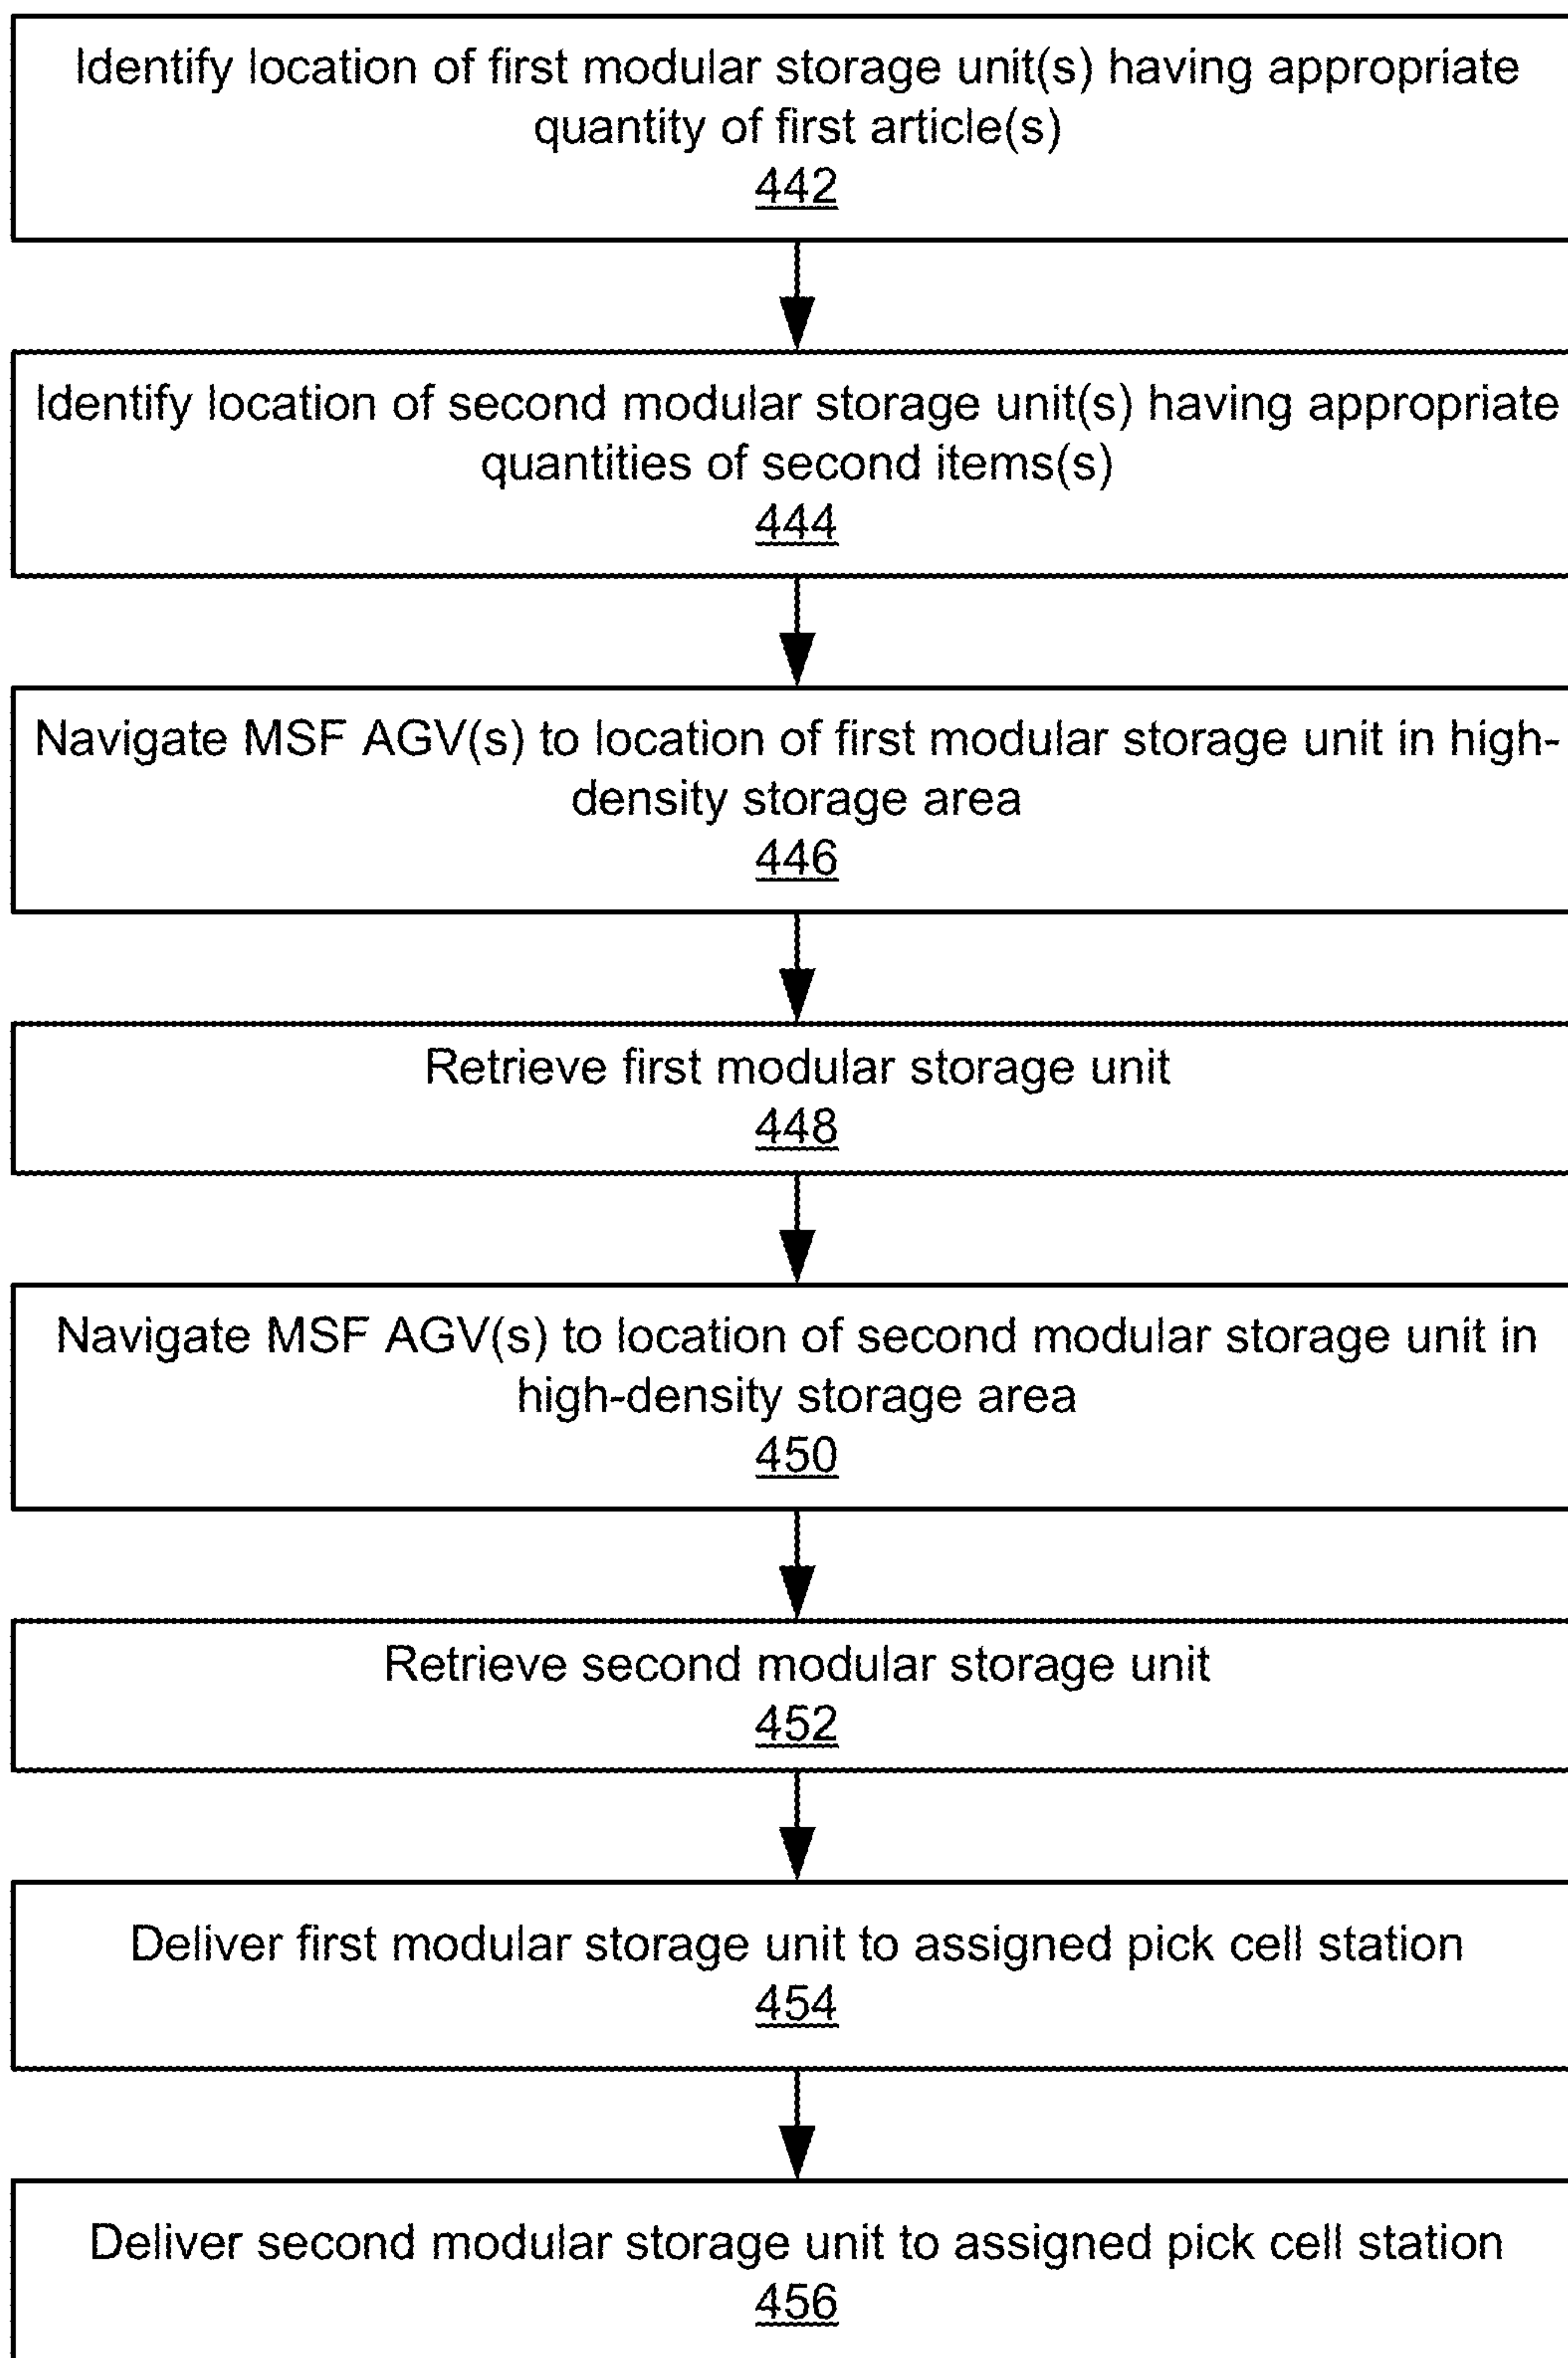 Identify location of first modular storage unit(s) having appropriate
quantity of first article(s)
442
Identify location of second modular storage unit(s) having appropriate
quantities of second items(s)
444
Navigate MSF AGV(s) to location of first modular storage unit in high-
density storage area
446
Retrieve first modular storage unit
448
Navigate MSF AGV(s) to location of second modular storage unit in
high-density storage area
450
Retrieve second modular storage unit
452
Deliver first modular storage unit to assigned pick cell station
454
Deliver second modular storage unit to assigned pick cell station
456